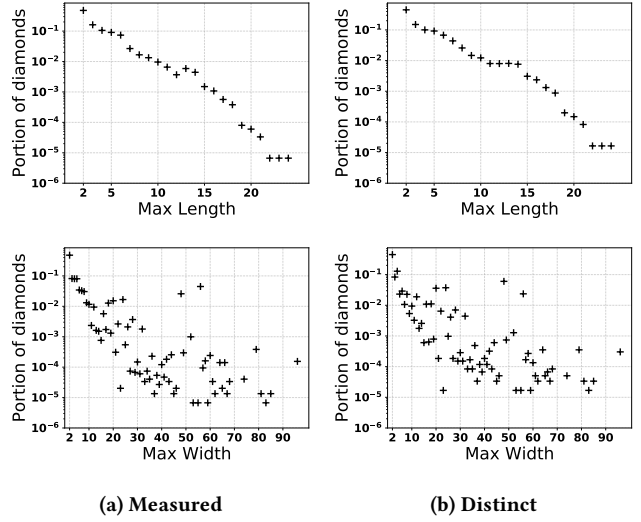 Portion of diamonds
10⁻¹
10⁻²
10⁻³
10⁻⁴
10⁻⁵
10⁻⁶
2 5 10 15 20
Max Length
Portion of diamonds
10⁻¹
10⁻²
10⁻³
10⁻⁴
10⁻⁵
10⁻⁶
2 5 10 15 20
Max Length
Portion of diamonds
10⁻¹
10⁻²
10⁻³
10⁻⁴
10⁻⁵
10⁻⁶
2 10 20 30 40 50 60 70 80 90
Max Width
Portion of diamonds
10⁻¹
10⁻²
10⁻³
10⁻⁴
10⁻⁵
10⁻⁶
2 10 20 30 40 50 60 70 80 90
Max Width
(a) Measured
(b) Distinct